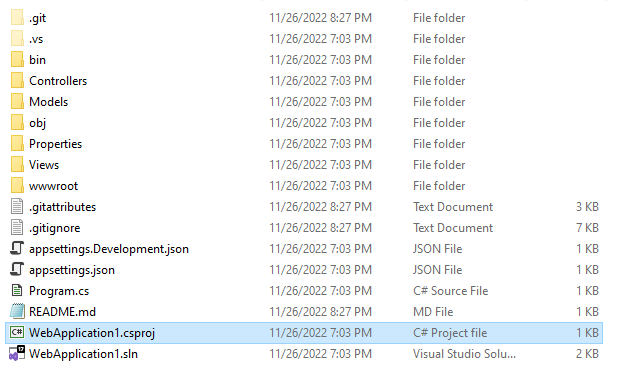 .git 11/26/2022 8:27 PM File folder
.vs 11/26/2022 7:03 PM File folder
bin 11/26/2022 7:03 PM File folder
Controllers 11/26/2022 7:03 PM File folder
Models 11/26/2022 7:03 PM File folder
obj 11/26/2022 7:03 PM File folder
Properties 11/26/2022 7:03 PM File folder
Views 11/26/2022 7:03 PM File folder
wwwroot 11/26/2022 7:03 PM File folder
.gitattributes 11/26/2022 8:27 PM Text Document 3 KB
.gitignore 11/26/2022 8:27 PM Text Document 7 KB
appsettings.Development.json 11/26/2022 7:03 PM JSON File 1 KB
appsettings.json 11/26/2022 7:03 PM JSON File 1 KB
Program.cs 11/26/2022 7:03 PM C# Source File 1 KB
README.md 11/26/2022 8:27 PM MD File 1 KB
C# WebApplication1.csproj 11/26/2022 7:03 PM C# Project file 1 KB
WebApplication1.sln 11/26/2022 7:03 PM Visual Studio Solu... 2 KB